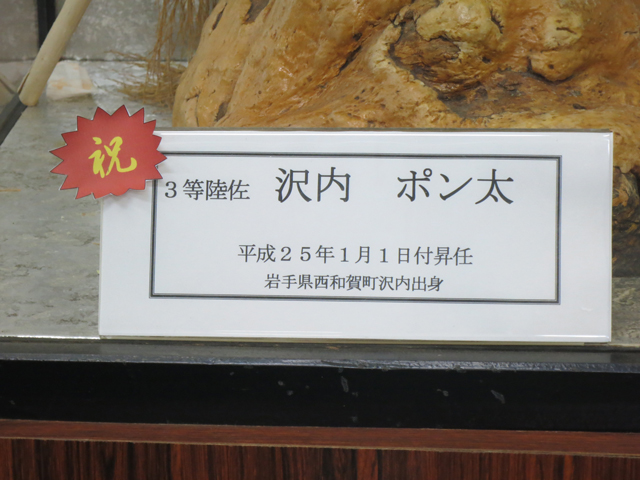 祝
3等陸佐 沢内 ポン太
平成25年1月1日付昇任
岩手県西和賀町沢内出身